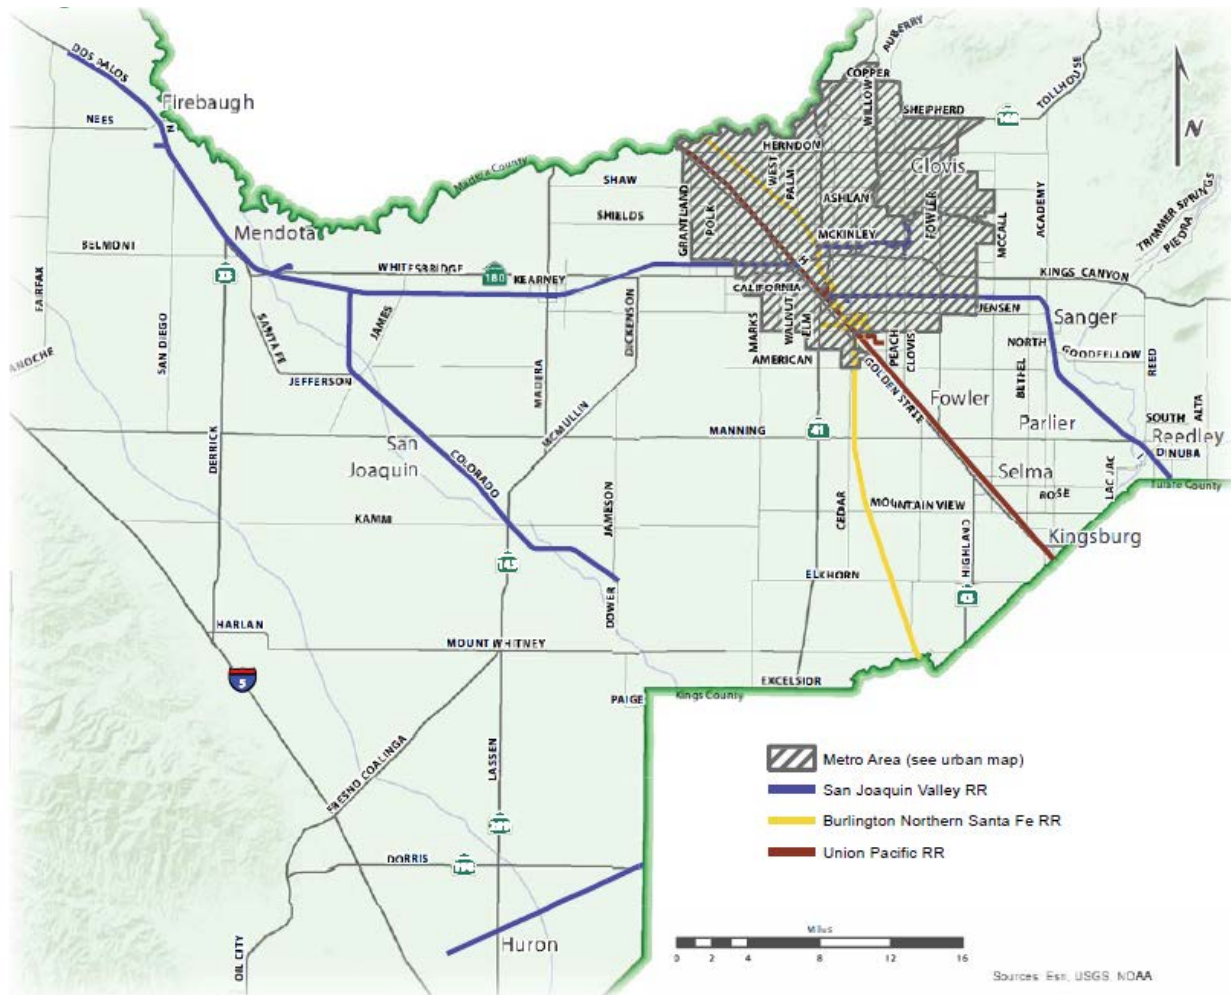 AUBERRY
DOS PALOS
COPPER
WILLOW
TOLLHOUSE
Firebaugh
SHEPHERD
168
NEES
N
N
HERNDON
Madera County
WEST
PALM
Clovis
SHAW
ASHLAN
GRANTLAND
POLK
FOWLER
MCCALL
ACADEMY
TRIMMER SPRINGS
PIEDRA
SHIELDS
MCKINLEY
Mendota
BELMONT
33
WHITESBRIDGE
180
KEARNEY
H
KINGS CANYON
FAIRFAX
CALIFORNIA
JENSEN
Sanger
SAN DIEGO
SANTA FE
JAMES
DICKENSON
MARKS
WALNUT
ELM
PEACH
CLOVIS
NORTH
GOODFELLOW
REED
AMERICAN
GOLDEN STATE
BETHEL
JEFFERSON
MADERA
Fowler
ALTA
MCMULLIN
Parlier
SOUTH
MANNING
41
Reedley
DINUBA
I
San
Joaquin
DERRICK
COLORADO
Selma
LAC JAC
Tulare County
ROSE
JAMESON
CEDAR
MOUNTAIN VIEW
KAMM
HIGHLAND
Kingsburg
145
ELKHORN
43
DOWER
HARLAN
MOUNT WHITNEY
5
EXCELSIOR
PAIGE
Kings County
FRESNO COALINGA
LASSEN
Metro Area (see urban map)
San Joaquin Valley RR
Burlington Northern Santa Fe RR
Union Pacific RR
DORRIS
OIL CITY
Huron
Miles
0 2 4 8 12 16
Sources: Esri, USGS, NOAA